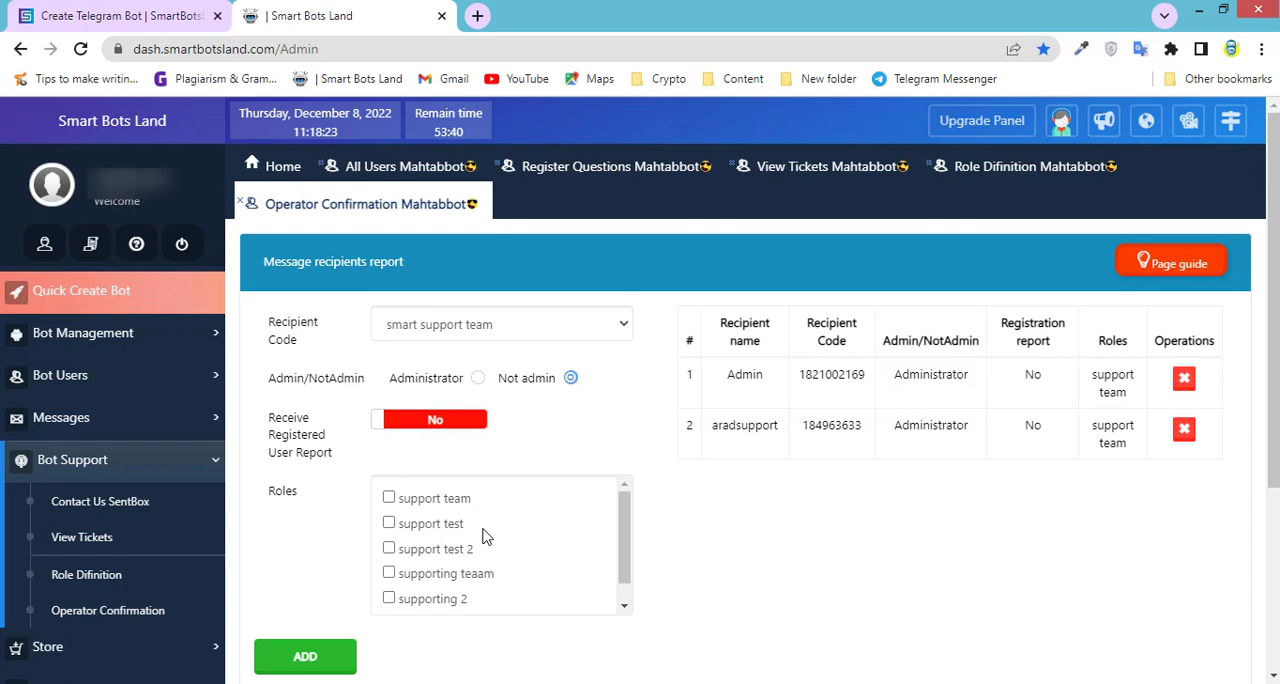 Create Telegram Bot | SmartBotsL
| Smart Bots Land
dash.smartbotsland.com/Admin
Tips to make writin...
Plagiarism & Gram...
| Smart Bots Land
Gmail
YouTube
Maps
Crypto
Content
New folder
Telegram Messenger
Other bookmarks
Smart Bots Land
Thursday, December 8, 2022
11:18:23
Remain time
53:40
Upgrade Panel
Welcome
Home
All Users Mahtabbot
Register Questions Mahtabbot
View Tickets Mahtabbot
Role Difinition Mahtabbot
Operator Confirmation Mahtabbot
Quick Create Bot
Bot Management
Bot Users
Messages
Bot Support
Contact Us SentBox
View Tickets
Role Difinition
Operator Confirmation
Store
Message recipients report
Page guide
Recipient
Code
smart support team
Admin/NotAdmin
Administrator
Not admin
Receive
Registered
User Report
No
Roles
support team
support test
support test 2
supporting teaam
supporting 2
ADD
# Recipient name Recipient Code Admin/NotAdmin Registration report Roles Operations
1 Admin 1821002169 Administrator No support team
2 aradsupport 184963633 Administrator No support team